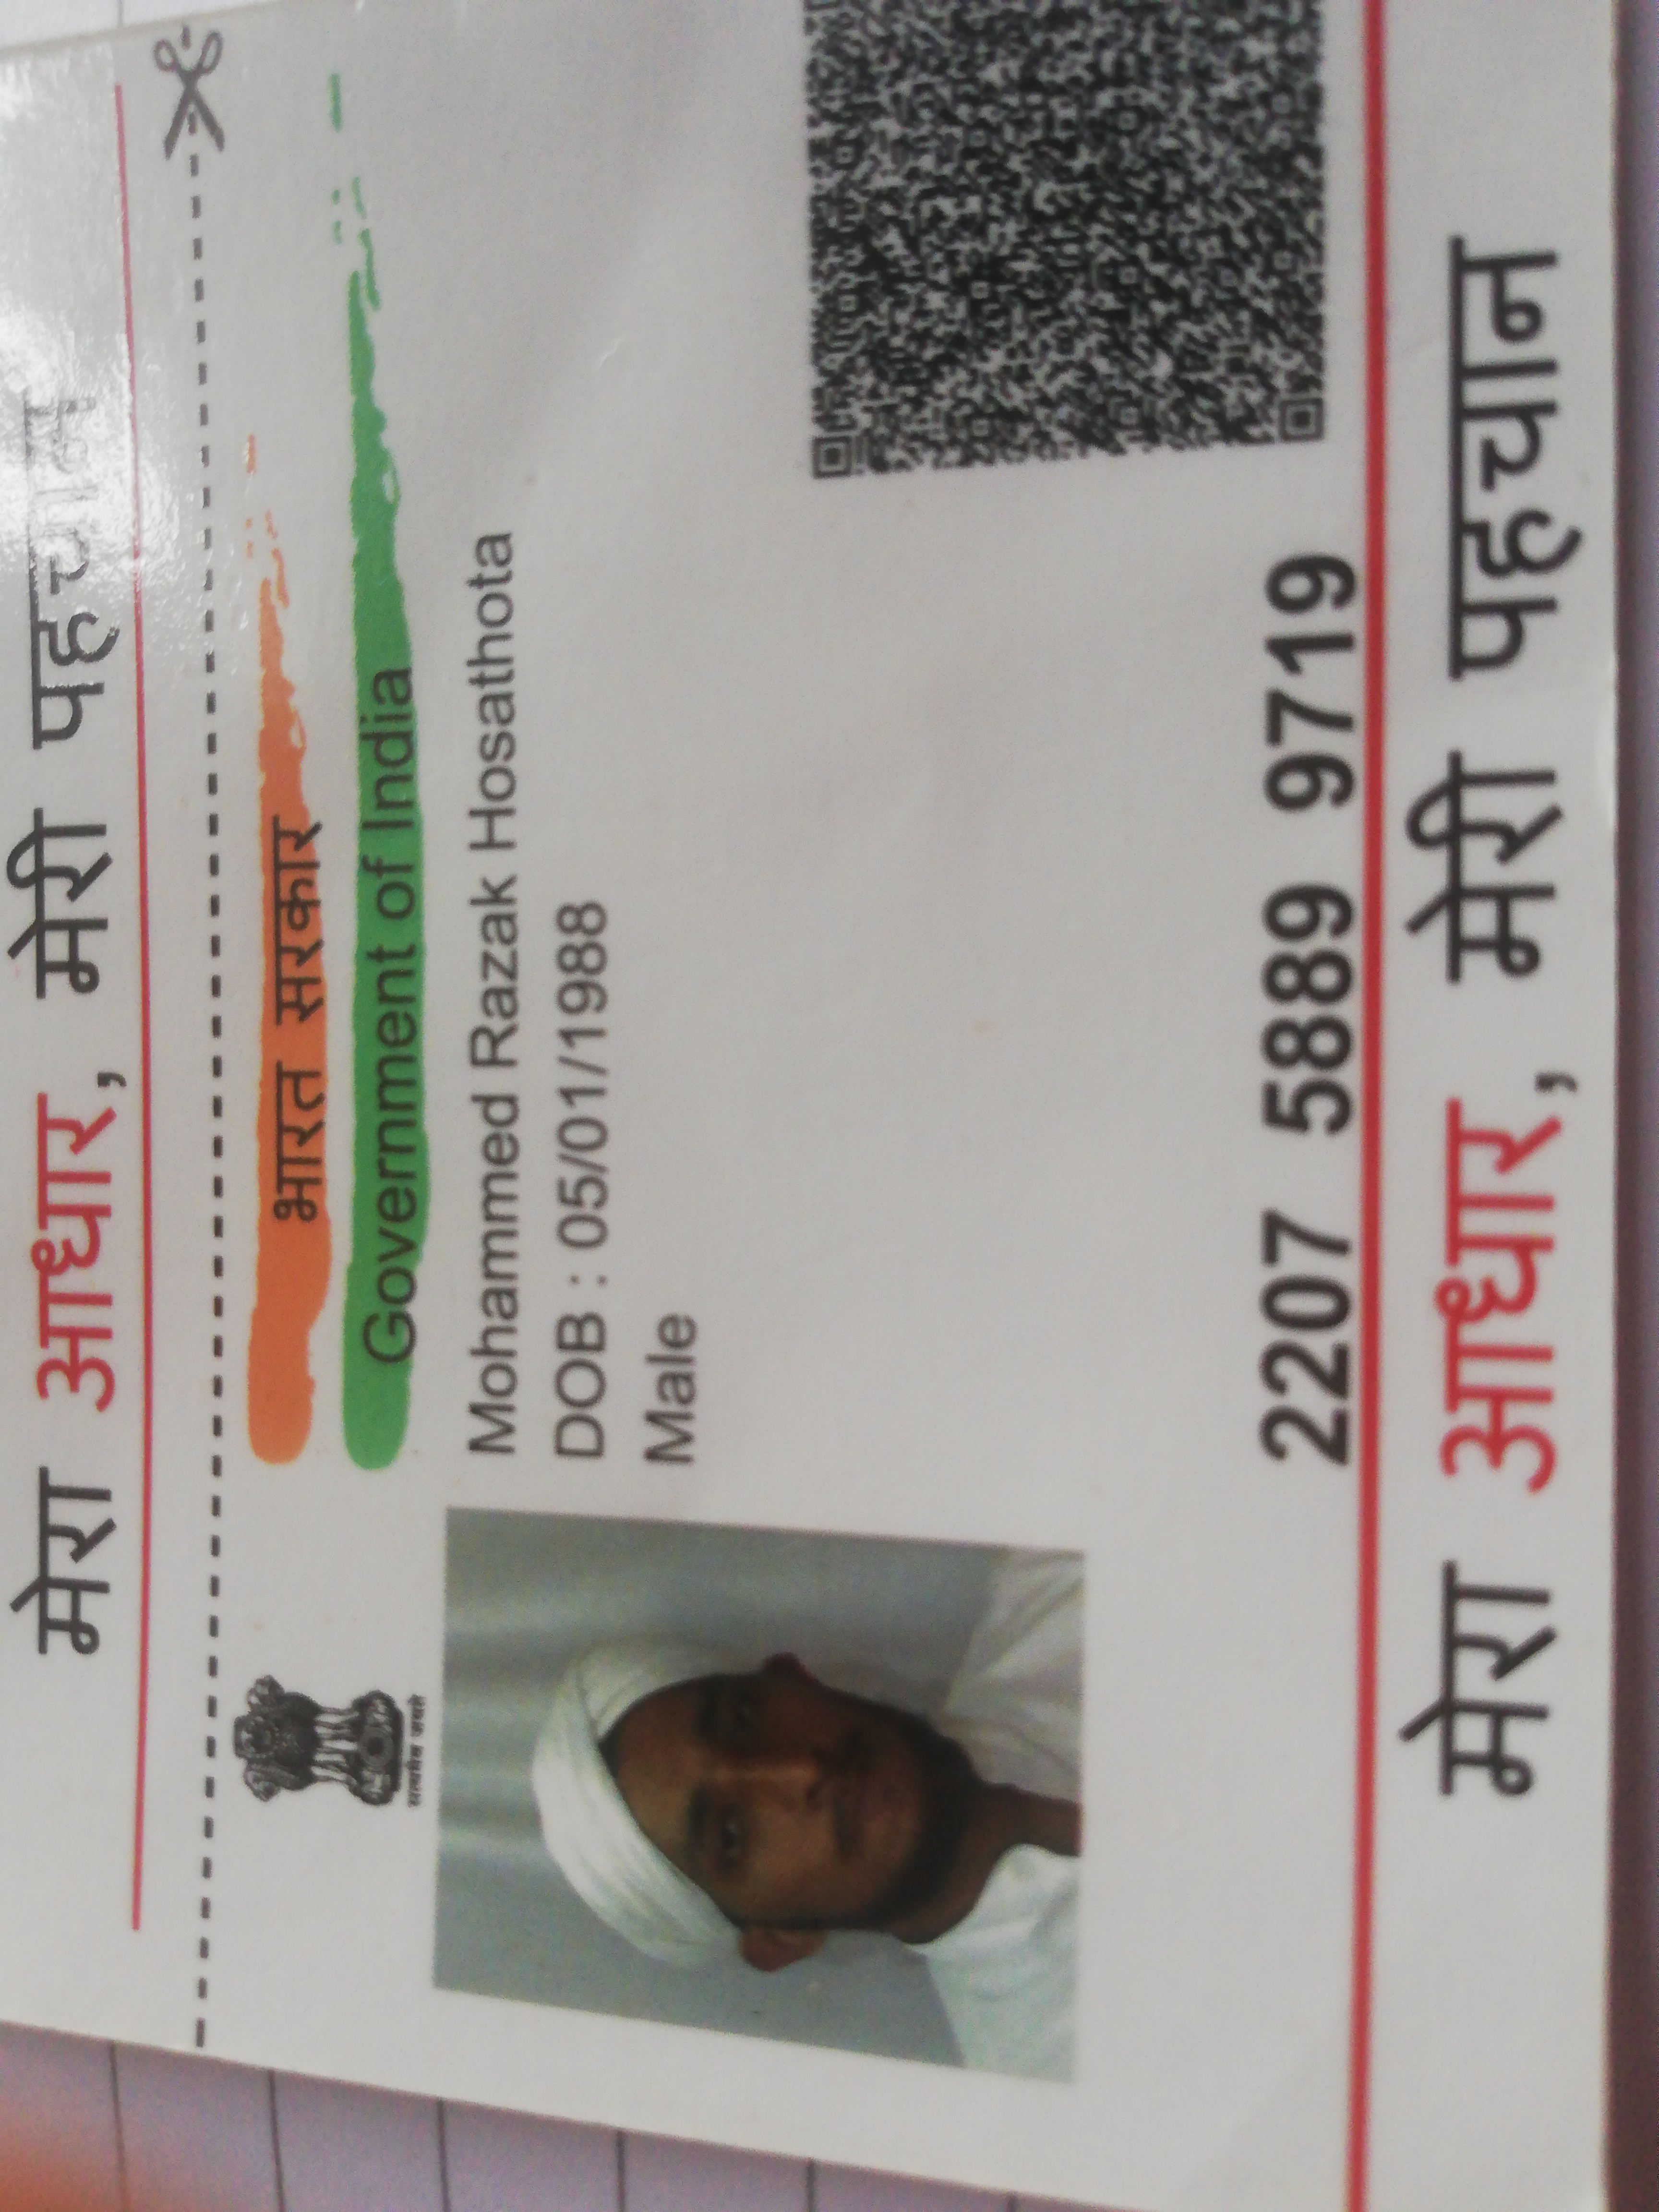 मेरा आधार, मेरी पहचान
भारत सरकार
Government of India
सत्यमेव जयते
Mohammed Razak Hosathota
DOB : 05/01/1988
Male
2207 5889 9719
मेरा आधार, मेरी पहचान